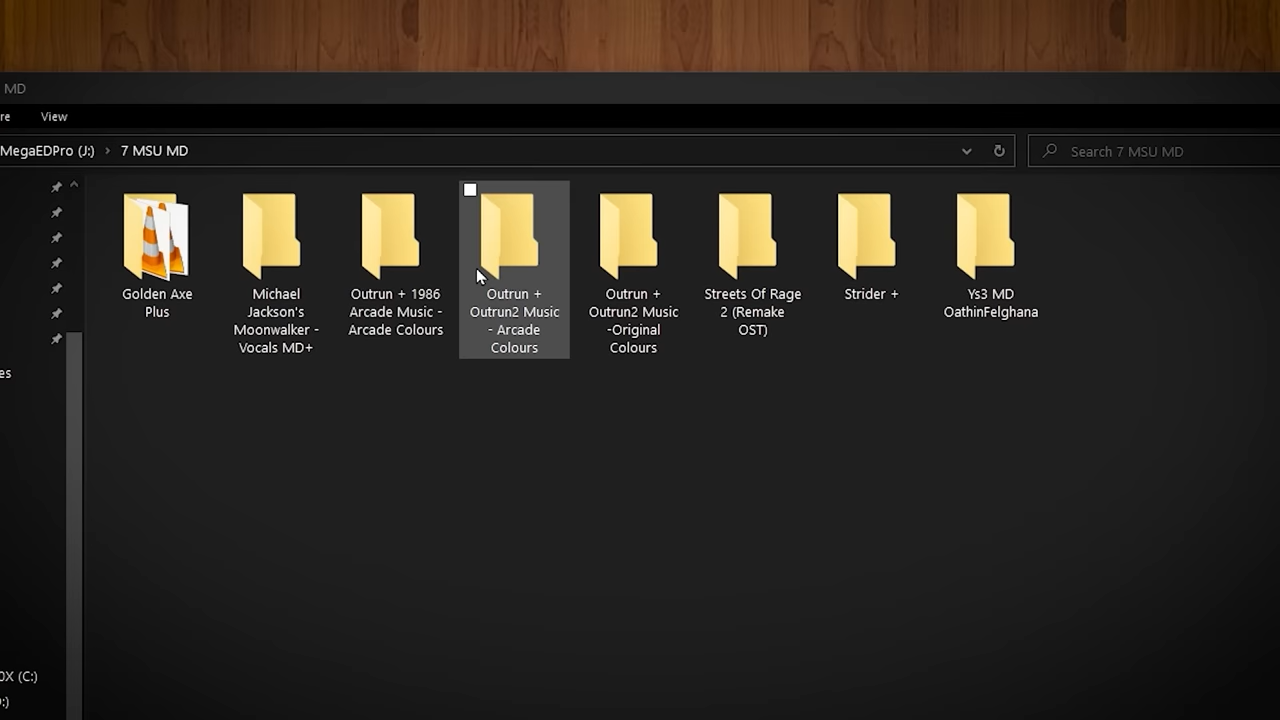 MD
re View
MegaEDPro (J:) › 7 MSU MD
Search 7 MSU MD
Golden Axe
Plus
Michael
Jackson's
Moonwalker -
Vocals MD+
Outrun + 1986
Arcade Music -
Arcade Colours
Outrun +
Outrun2 Music
- Arcade
Colours
Outrun +
Outrun2 Music
-Original
Colours
Streets Of Rage
2 (Remake
OST)
Strider +
Ys3 MD
OathinFelghana
es
0X (C:)
:)